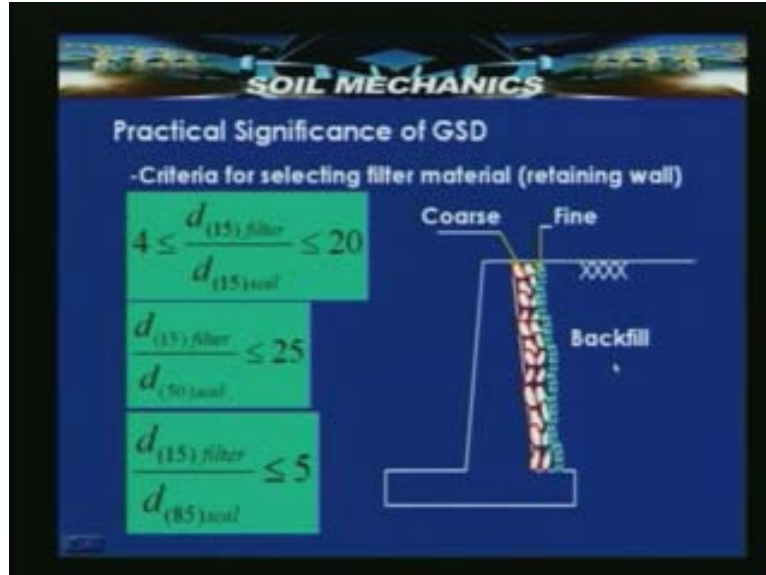 SOIL MECHANICS
Practical Significance of GSD
-Criteria for selecting filter material (retaining wall)
4 ≤ d(15) filter / d(15) soil ≤ 20
d(15) filter / d(50) soil ≤ 25
d(15) filter / d(85) soil ≤ 5
Coarse
Fine
XXXX
Backfill